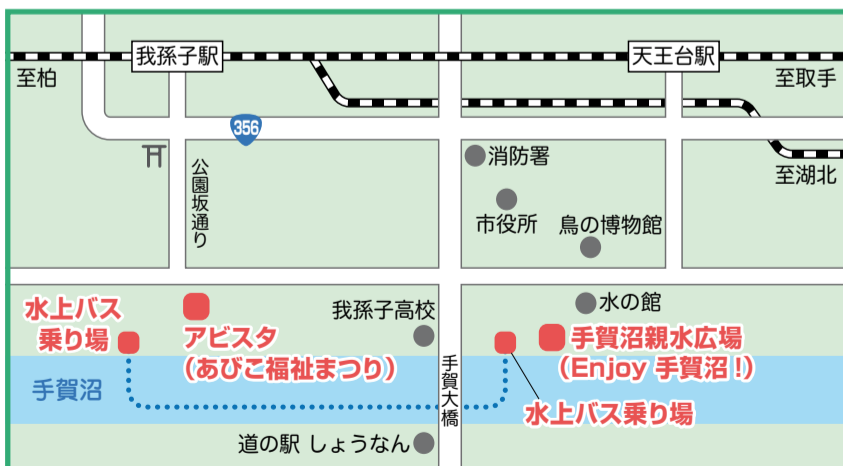 我孫子駅
天王台駅
至柏
至取手
356
公園坂通り
消防署
至湖北
市役所
鳥の博物館
水上バス
乗り場
アビスタ
(あびこ福祉まつり)
我孫子高校
水の館
手賀沼親水広場
(Enjoy 手賀沼!)
手賀沼
手賀大橋
水上バス乗り場
道の駅 しょうなん